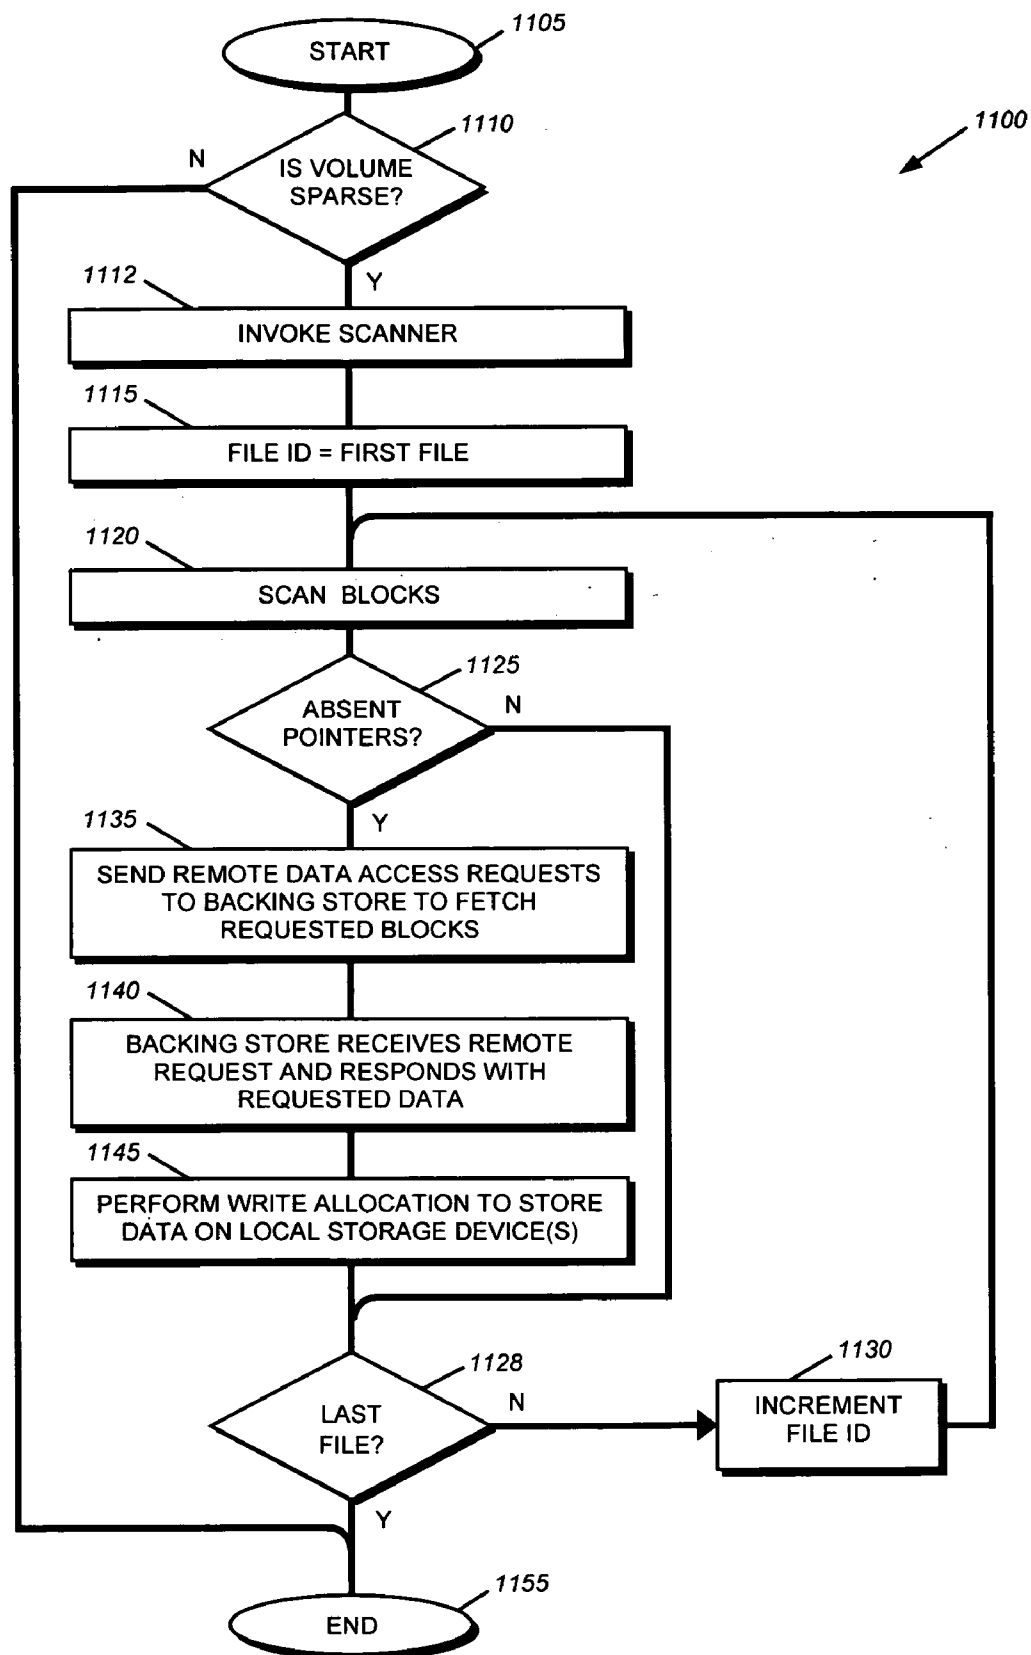 START
1105
1110
1100
N
IS VOLUME
SPARSE?
Y
1112
INVOKE SCANNER
1115
FILE ID = FIRST FILE
1120
SCAN BLOCKS
1125
ABSENT
POINTERS?
N
Y
1135
SEND REMOTE DATA ACCESS REQUESTS
TO BACKING STORE TO FETCH
REQUESTED BLOCKS
1140
BACKING STORE RECEIVES REMOTE
REQUEST AND RESPONDS WITH
REQUESTED DATA
1145
PERFORM WRITE ALLOCATION TO STORE
DATA ON LOCAL STORAGE DEVICE(S)
1128
LAST
FILE?
N
1130
INCREMENT
FILE ID
Y
1155
END